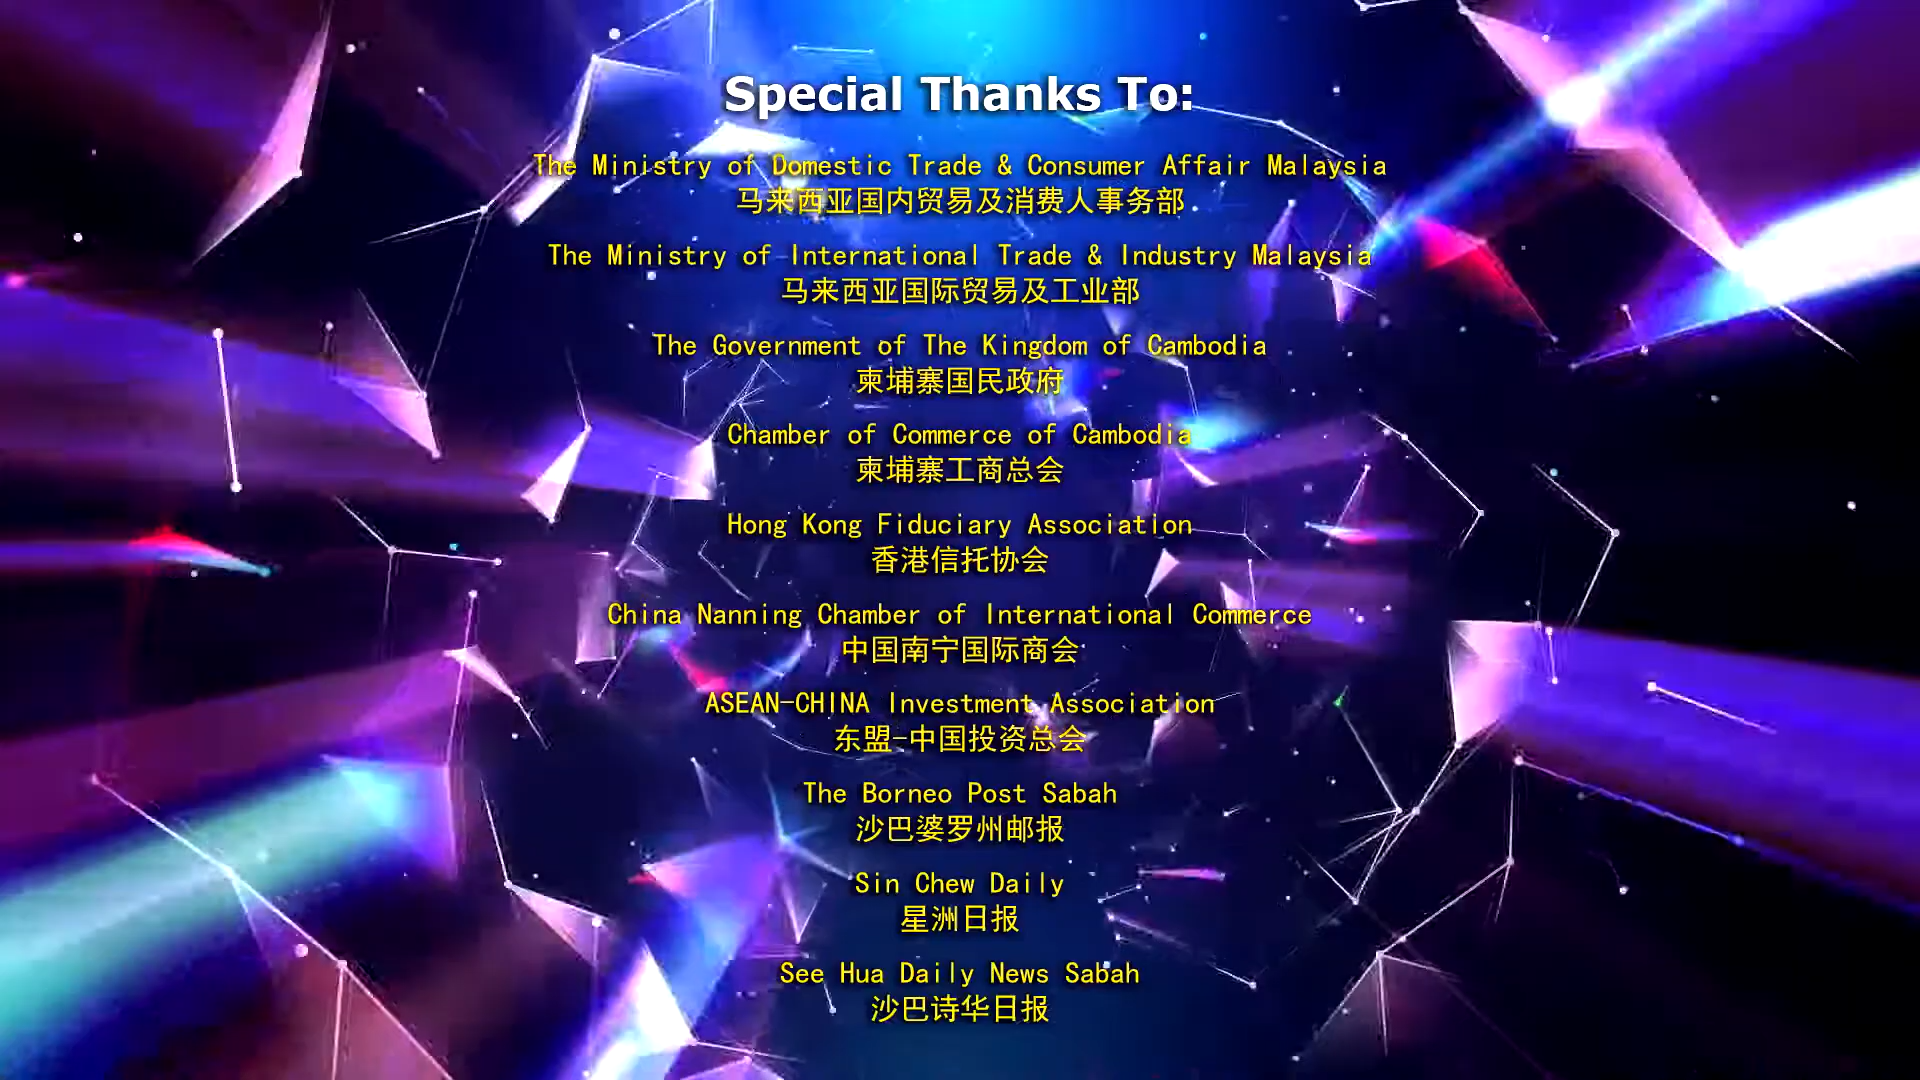 Special Thanks To:
The Ministry of Domestic Trade & Consumer Affair Malaysia
马来西亚国内贸易及消费人事务部
The Ministry of International Trade & Industry Malaysia
马来西亚国际贸易及工业部
The Government of The Kingdom of Cambodia
柬埔寨国民政府
Chamber of Commerce of Cambodia
柬埔寨工商总会
Hong Kong Fiduciary Association
香港信托协会
China Nanning Chamber of International Commerce
中国南宁国际商会
ASEAN-CHINA Investment Association
东盟-中国投资总会
The Borneo Post Sabah
沙巴婆罗州邮报
Sin Chew Daily
星洲日报
See Hua Daily News Sabah
沙巴诗华日报